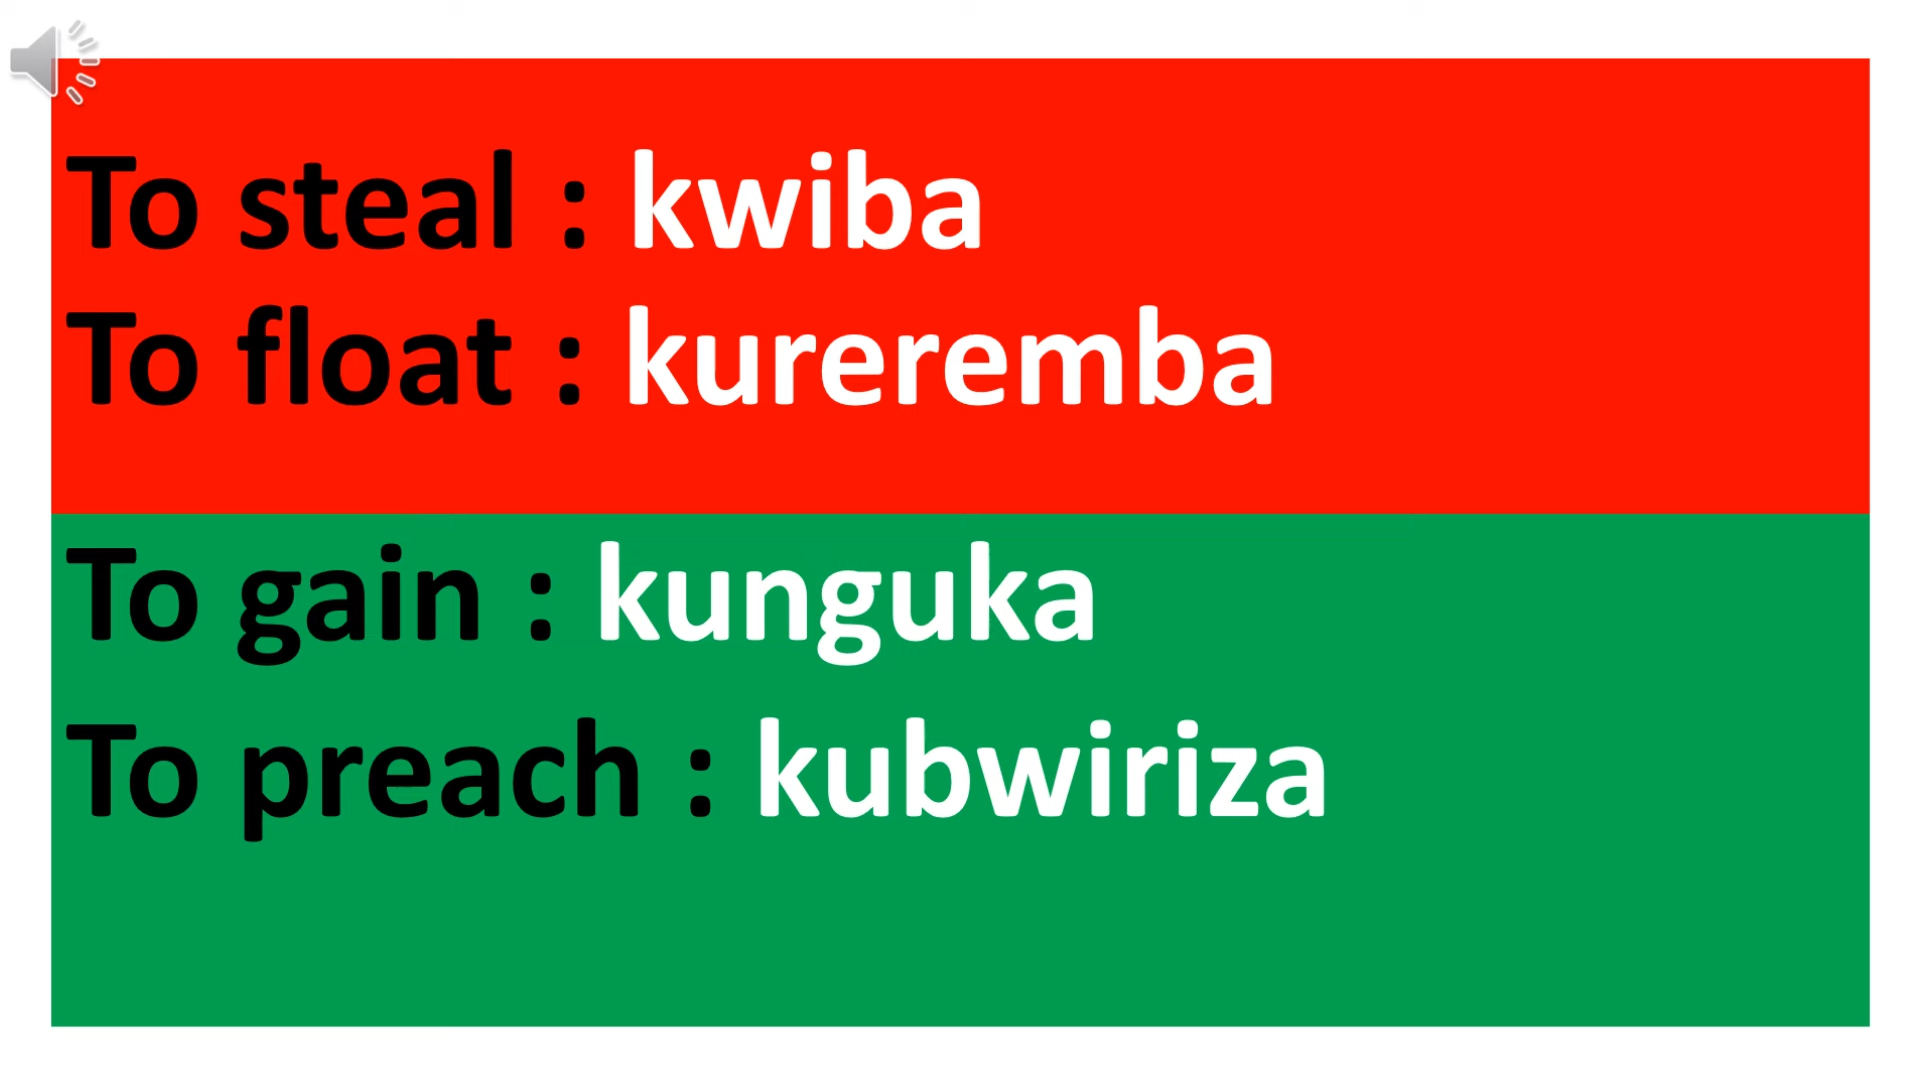 To steal : kwiba
To float : kureremba
To gain : kunguka
To preach : kubwiriza